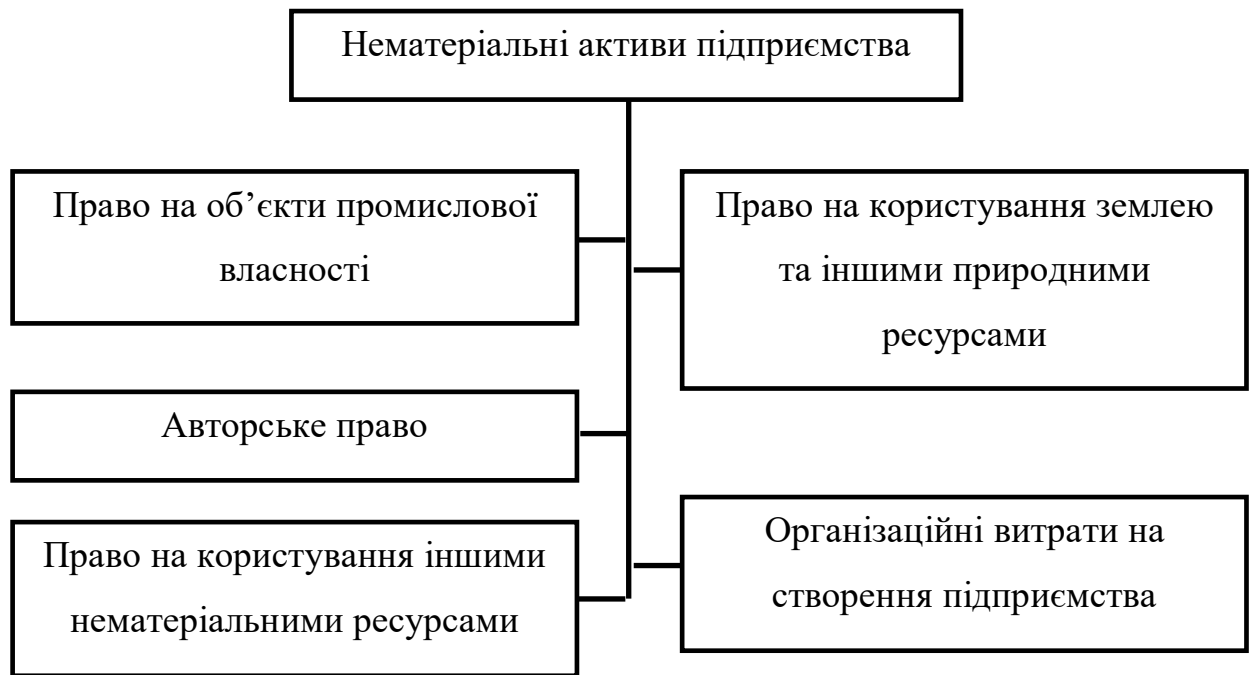 Нематеріальні активи підприємства
Право на об’єкти промислової
власності
Право на користування землею
та іншими природними
ресурсами
Авторське право
Право на користування іншими
нематеріальними ресурсами
Організаційні витрати на
створення підприємства